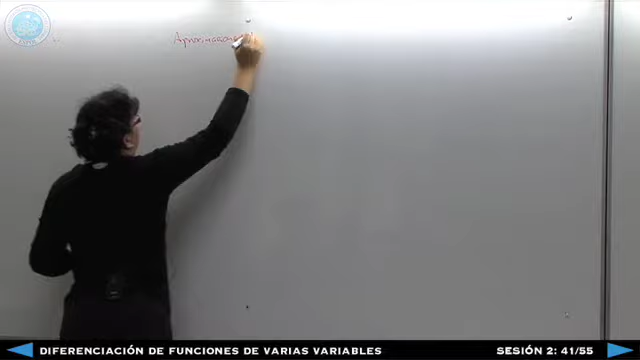 Aproximación
DIFERENCIACIÓN DE FUNCIONES DE VARIAS VARIABLES
SESIÓN 2: 41/55